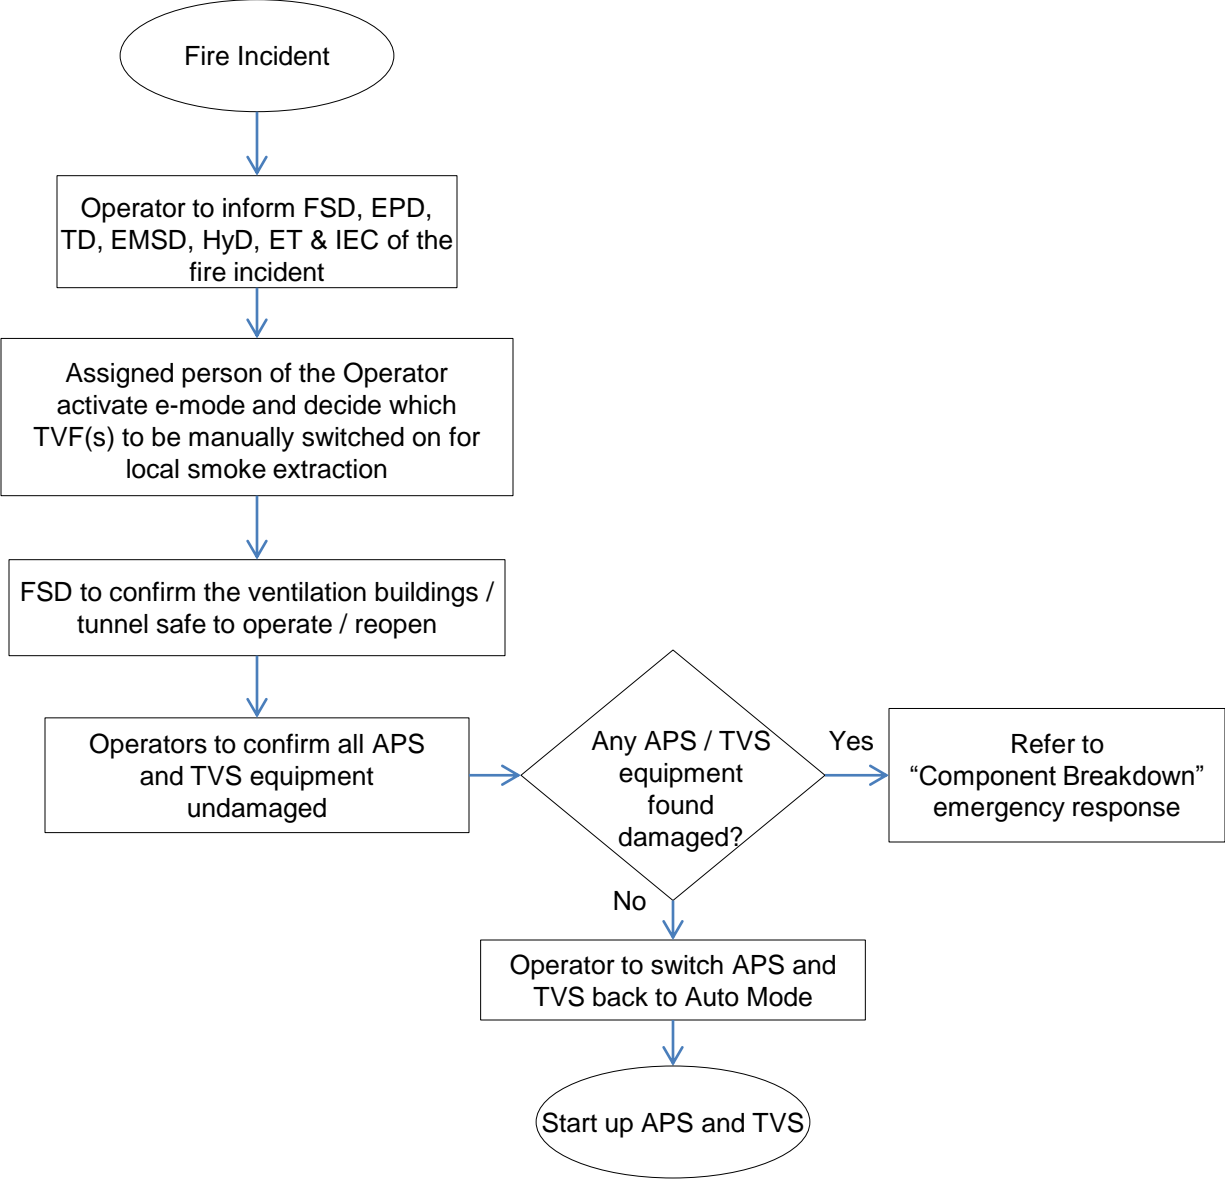 Fire Incident
Operator to inform FSD, EPD,
TD, EMSD, HyD, ET & IEC of the
fire incident
Assigned person of the Operator
activate e-mode and decide which
TVF(s) to be manually switched on for
local smoke extraction
FSD to confirm the ventilation buildings /
tunnel safe to operate / reopen
Operators to confirm all APS
and TVS equipment
undamaged
Any APS / TVS
equipment
found
damaged?
Yes
Refer to
“Component Breakdown”
emergency response
No
Operator to switch APS and
TVS back to Auto Mode
Start up APS and TVS